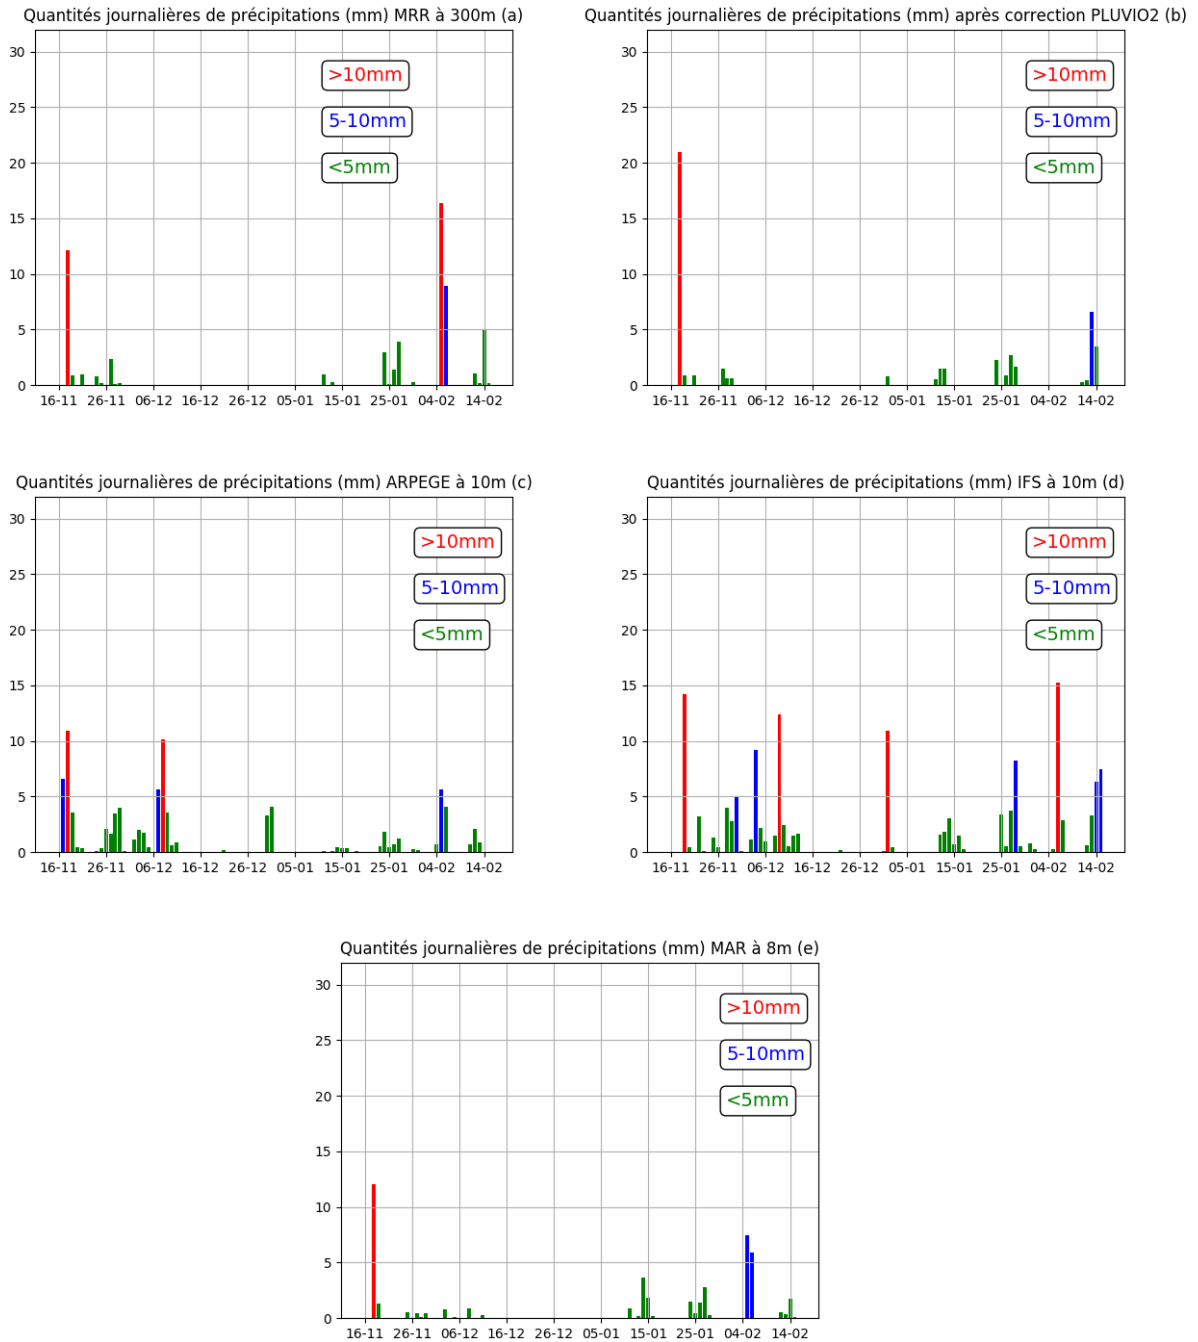 Quantités journalières de précipitations (mm) MRR à 300m (a)
30
25
20
15
10
5
0
>10mm
5-10mm
<5mm
16-11 26-11 06-12 16-12 26-12 05-01 15-01 25-01 04-02 14-02
Quantités journalières de précipitations (mm) après correction PLUVIO2 (b)
30
25
20
15
10
5
0
>10mm
5-10mm
<5mm
16-11 26-11 06-12 16-12 26-12 05-01 15-01 25-01 04-02 14-02
Quantités journalières de précipitations (mm) ARPEGE à 10m (c)
30
25
20
15
10
5
0
>10mm
5-10mm
<5mm
16-11 26-11 06-12 16-12 26-12 05-01 15-01 25-01 04-02 14-02
Quantités journalières de précipitations (mm) IFS à 10m (d)
30
25
20
15
10
5
0
>10mm
5-10mm
<5mm
16-11 26-11 06-12 16-12 26-12 05-01 15-01 25-01 04-02 14-02
Quantités journalières de précipitations (mm) MAR à 8m (e)
30
25
20
15
10
5
0
>10mm
5-10mm
<5mm
16-11 26-11 06-12 16-12 26-12 05-01 15-01 25-01 04-02 14-02